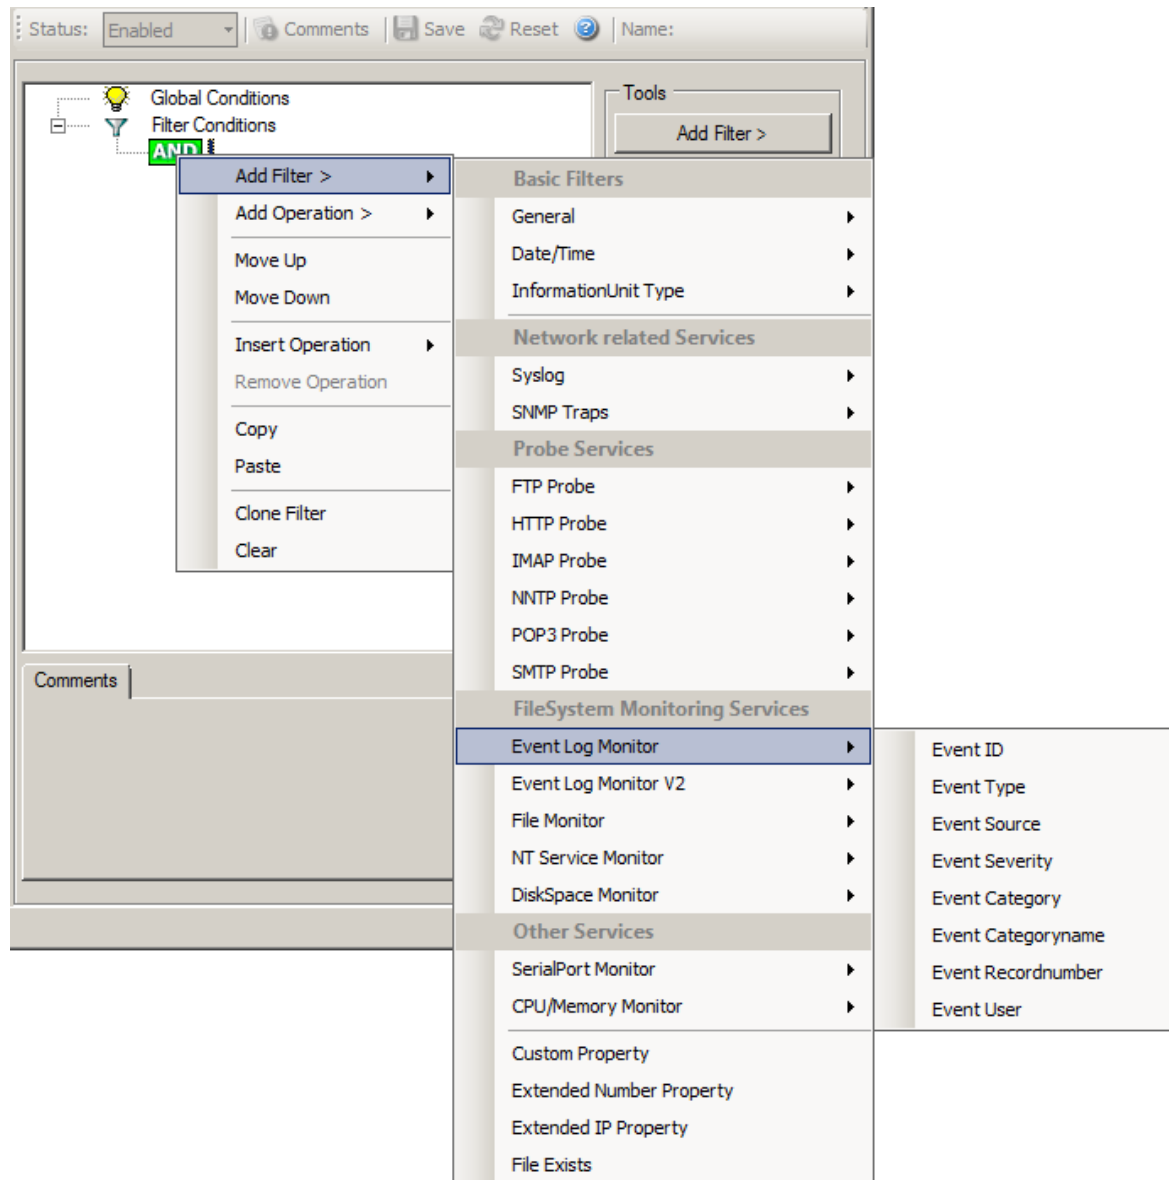 Status: Enabled Comments Save Reset Name:
Global Conditions
Filter Conditions
AND
Tools
Add Filter >
Add Filter >
Add Operation >
Move Up
Move Down
Insert Operation
Remove Operation
Copy
Paste
Clone Filter
Clear
Basic Filters
General
Date/Time
InformationUnit Type
Network related Services
Syslog
SNMP Traps
Probe Services
FTP Probe
HTTP Probe
IMAP Probe
NNTP Probe
POP3 Probe
SMTP Probe
FileSystem Monitoring Services
Event Log Monitor
Event Log Monitor V2
File Monitor
NT Service Monitor
DiskSpace Monitor
Other Services
SerialPort Monitor
CPU/Memory Monitor
Custom Property
Extended Number Property
Extended IP Property
File Exists
Event ID
Event Type
Event Source
Event Severity
Event Category
Event Categoryname
Event Recordnumber
Event User
Comments